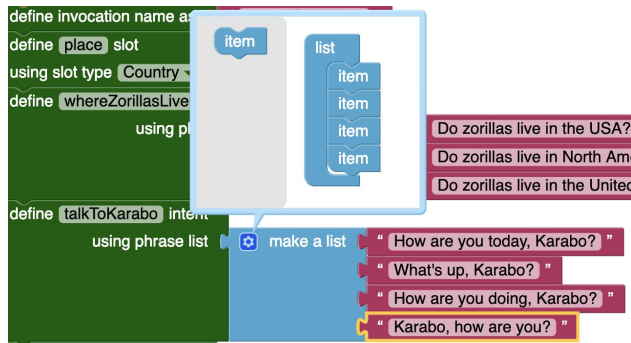 define invocation name as
define place slot
using slot type Country
define whereZorillasLive
using
item
list
item
item
item
item
Do zorillas live in the USA?
Do zorillas live in North
Do zorillas live in the United
define talkToKarabo intent
using phrase list make a list “ How are you today, Karabo? ”
“ What's up, Karabo? ”
“ How are you doing, Karabo? ”
“ Karabo, how are you? ”